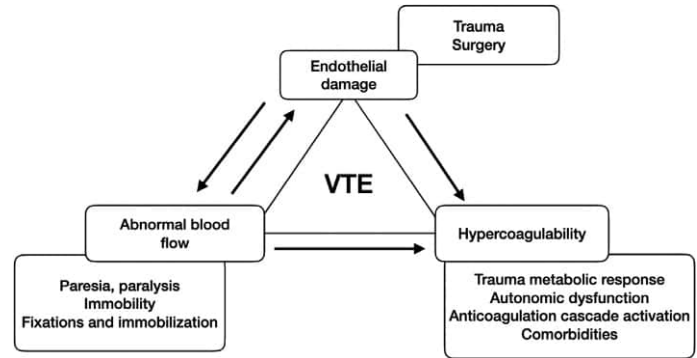 Trauma
Surgery
Endothelial
damage
VTE
Abnormal blood
flow
Hypercoagulability
Paresia, paralysis
Immobility
Fixations and immobilization
Trauma metabolic response
Autonomic dysfunction
Anticoagulation cascade activation
Comorbidities